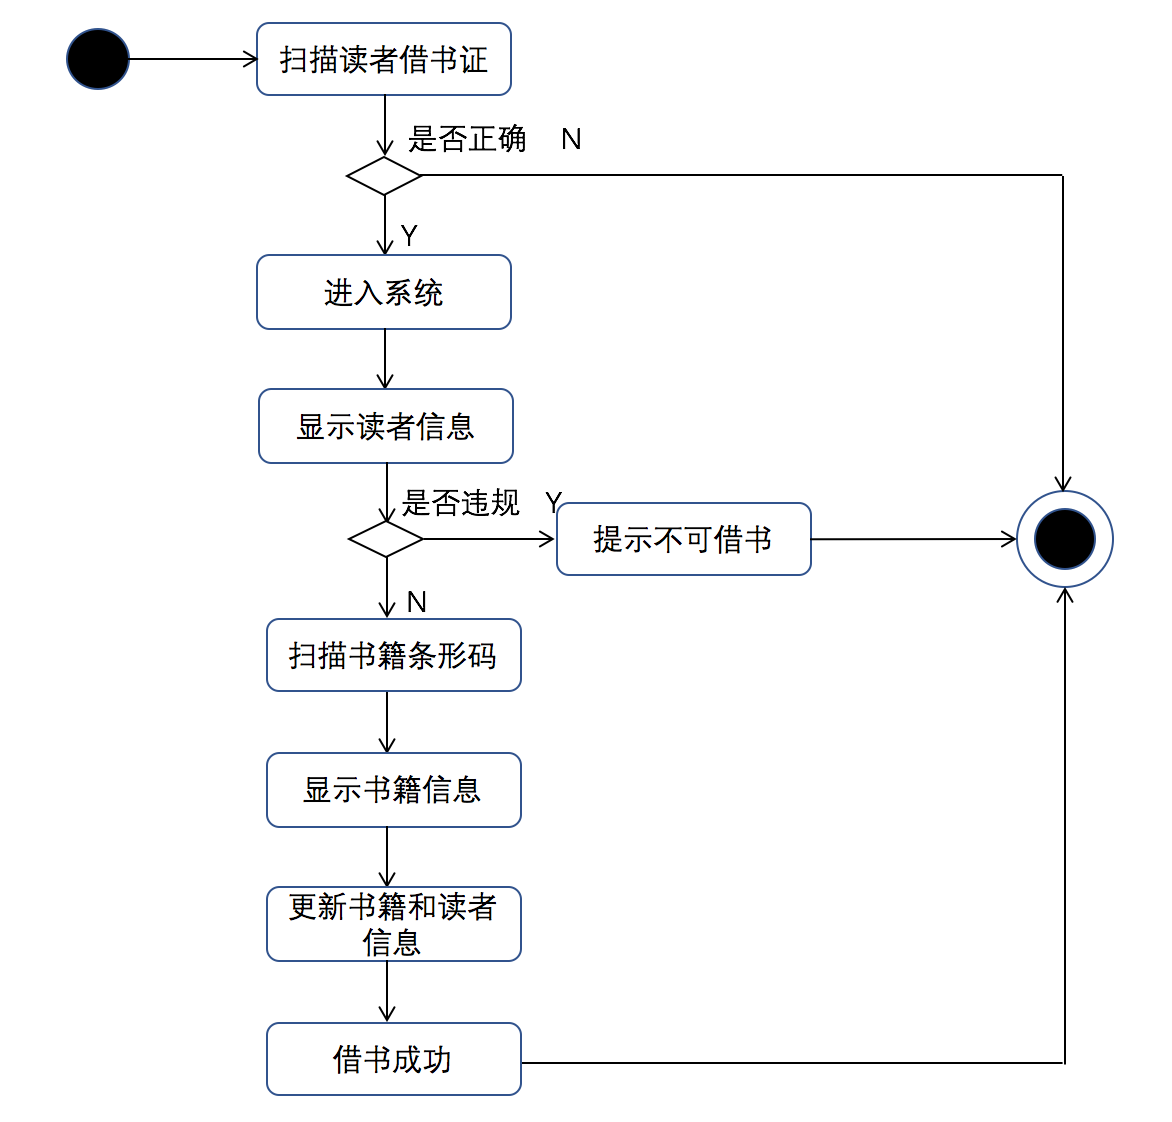 扫描读者借书证
是否正确 N
Y
进入系统
显示读者信息
是否违规 Y
提示不可借书
N
扫描书籍条形码
显示书籍信息
更新书籍和读者
信息
借书成功